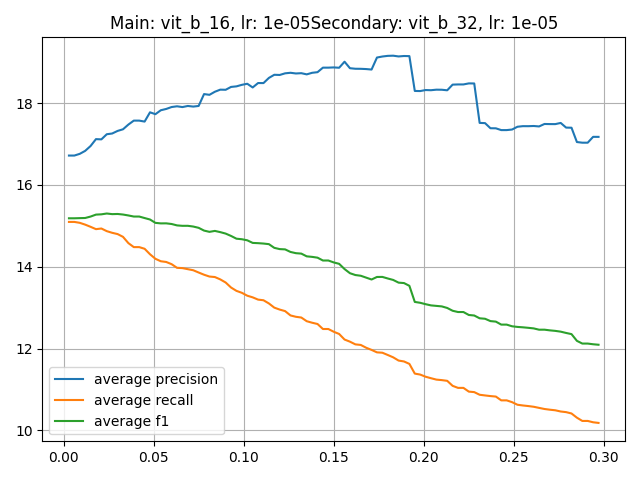 Main: vit_b_16, lr: 1e-05Secondary: vit_b_32, lr: 1e-05
18
16
14
12
10
average precision
average recall
average f1
0.00 0.05 0.10 0.15 0.20 0.25 0.30